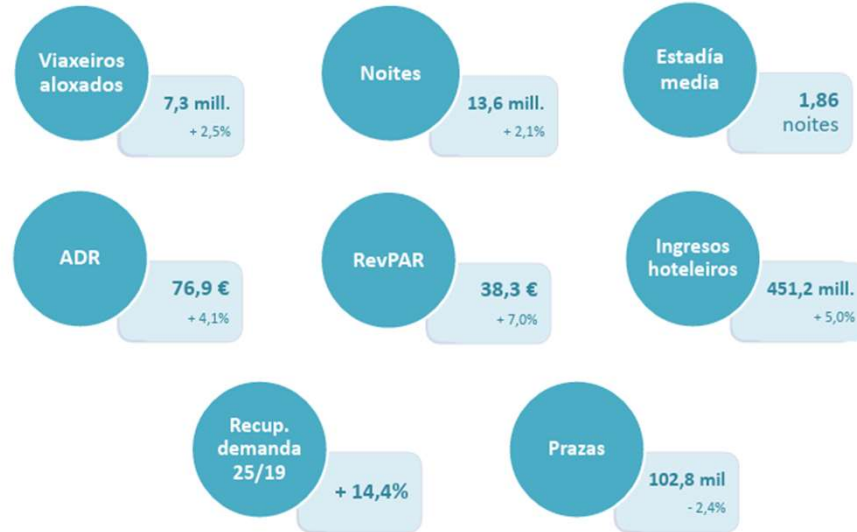 Viaxeiros
aloxados
7,3 mill.
+ 2,5%
Noites
13,6 mill.
+ 2,1%
Estadía
media
1,86
noites
ADR
76,9 €
+ 4,1%
RevPAR
38,3 €
+ 7,0%
Ingresos
hoteleiros
451,2 mill.
+ 5,0%
Recup.
demanda
25/19
+ 14,4%
Prazas
102,8 mil
- 2,4%